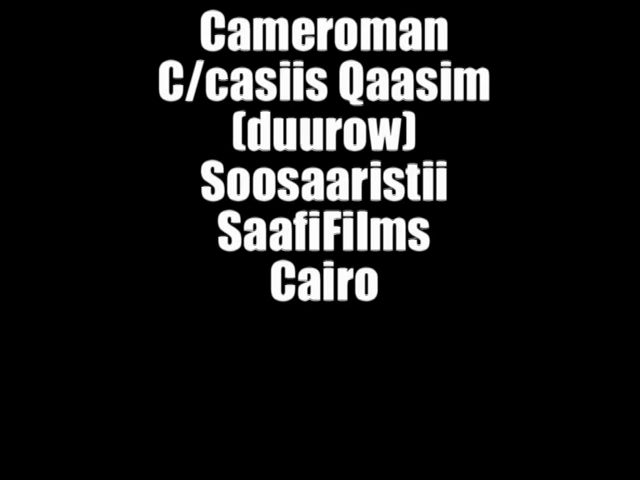 Cameroman
C/casiis Qaasim
(duurow)
Soosaaristii
SaafiFilms
Cairo